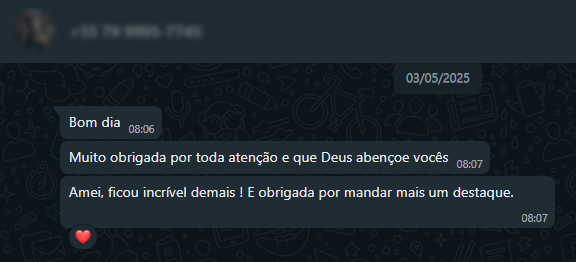 03/05/2025
Bom dia 08:06
Muito obrigada por toda atenção e que Deus abençoe vocês 08:07
Amei, ficou incrível demais ! E obrigada por mandar mais um destaque.
08:07